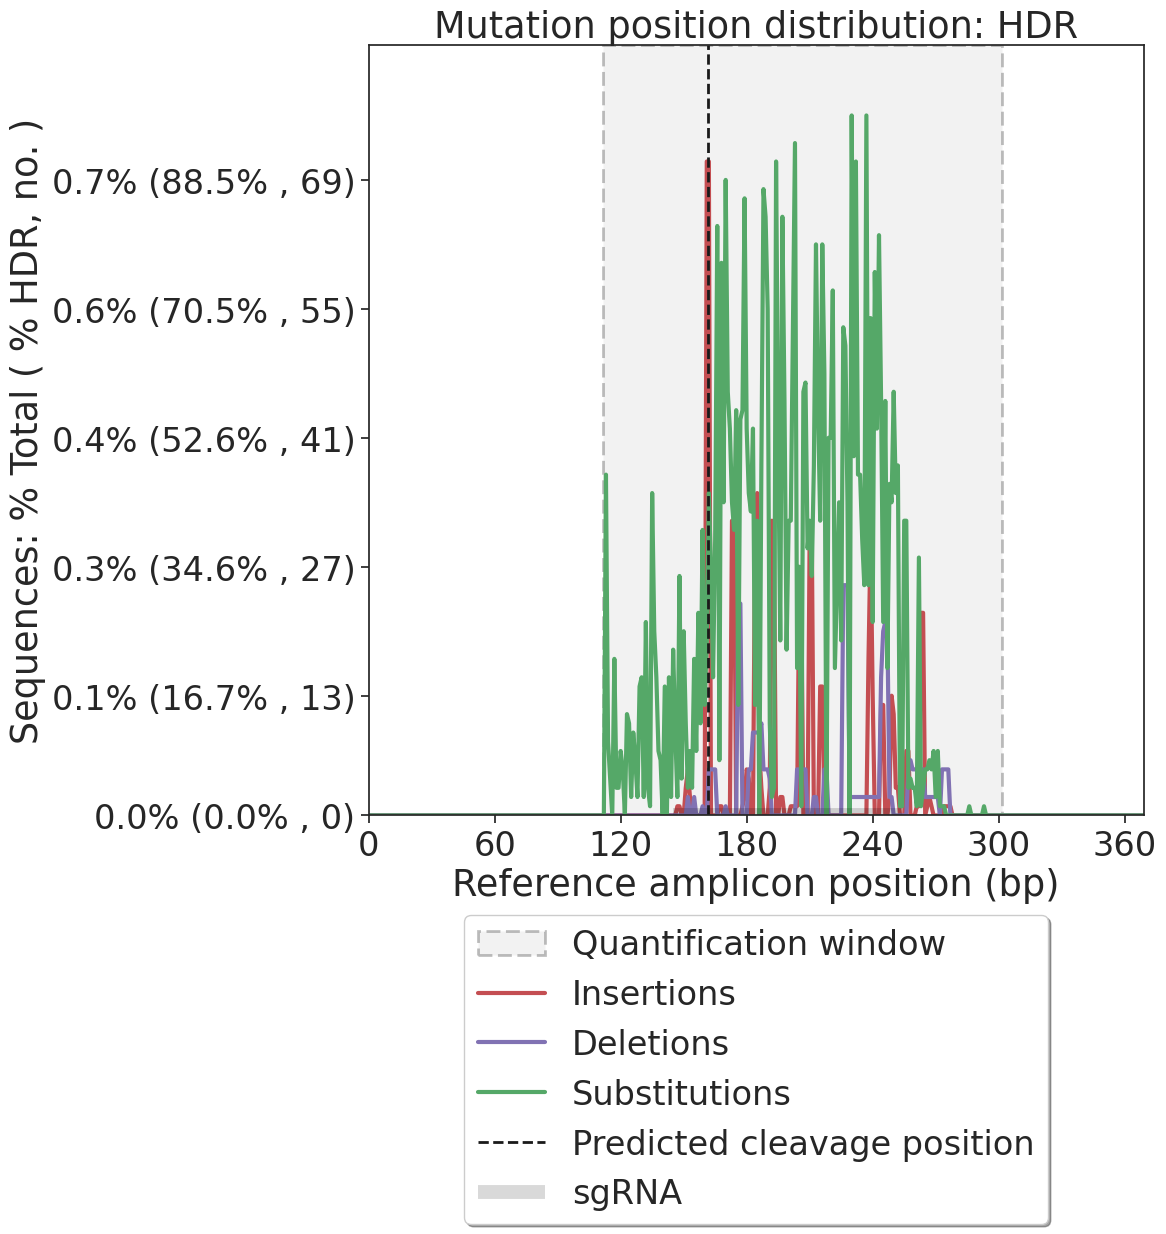 Mutation position distribution: HDR
Sequences: % Total ( % HDR, no. )
0.7% (88.5% , 69)
0.6% (70.5% , 55)
0.4% (52.6% , 41)
0.3% (34.6% , 27)
0.1% (16.7% , 13)
0.0% (0.0% , 0)
0 60 120 180 240 300 360
Reference amplicon position (bp)
Quantification window
Insertions
Deletions
Substitutions
Predicted cleavage position
sgRNA